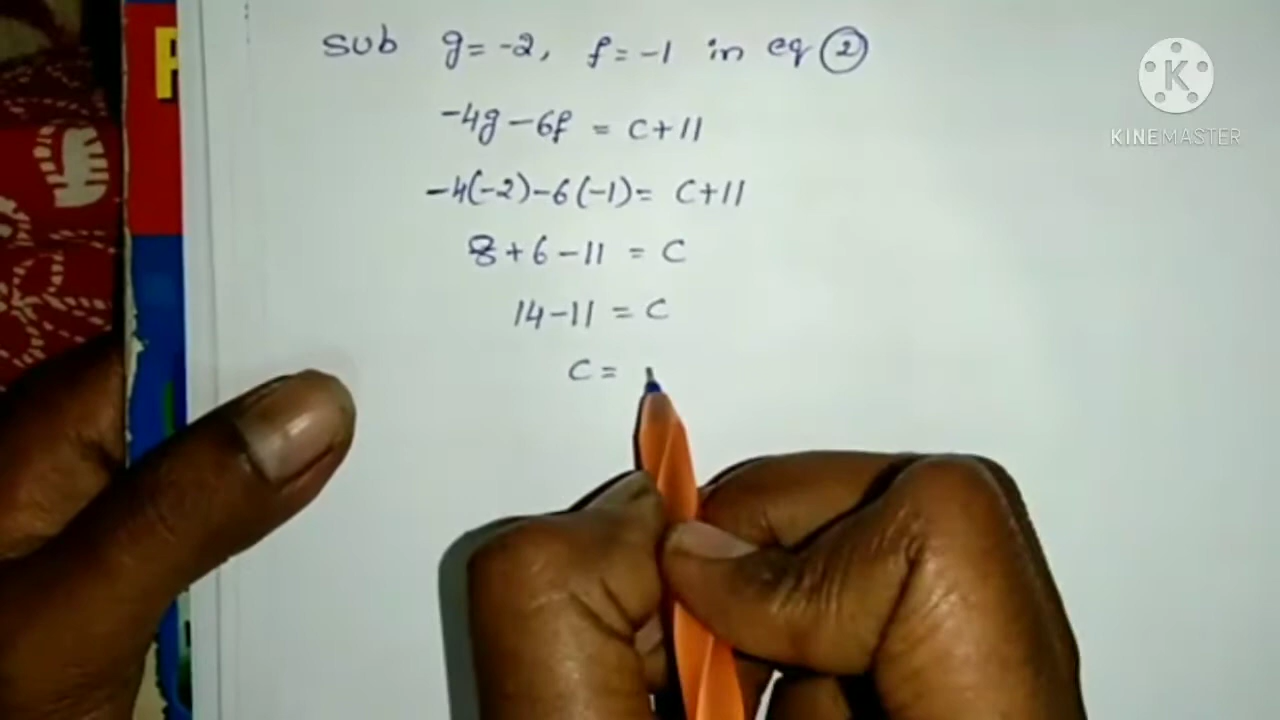 Sub g = -2, f = -1 in eq ②
-4g - 6f = C + 11
-4(-2) - 6(-1) = C + 11
8 + 6 - 11 = C
14 - 11 = C
C =
K
KINEMASTER